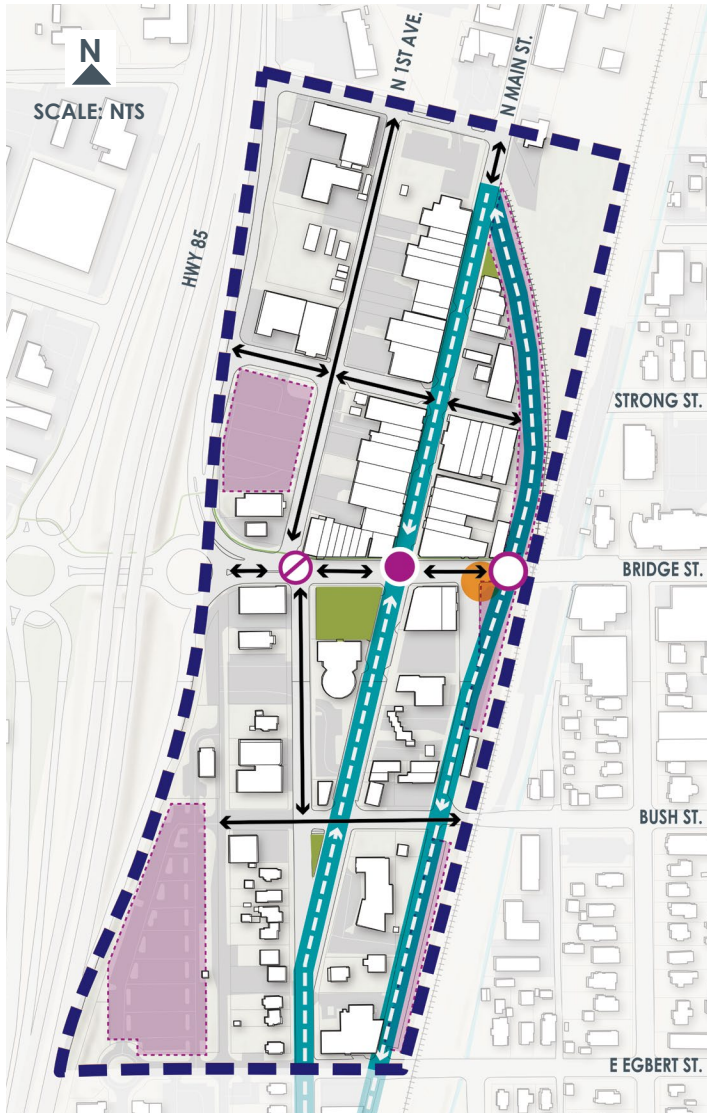 N
SCALE: NTS
N 1ST AVE.
N MAIN ST.
HWY 85
STRONG ST.
BRIDGE ST.
BUSH ST.
E EGBERT ST.